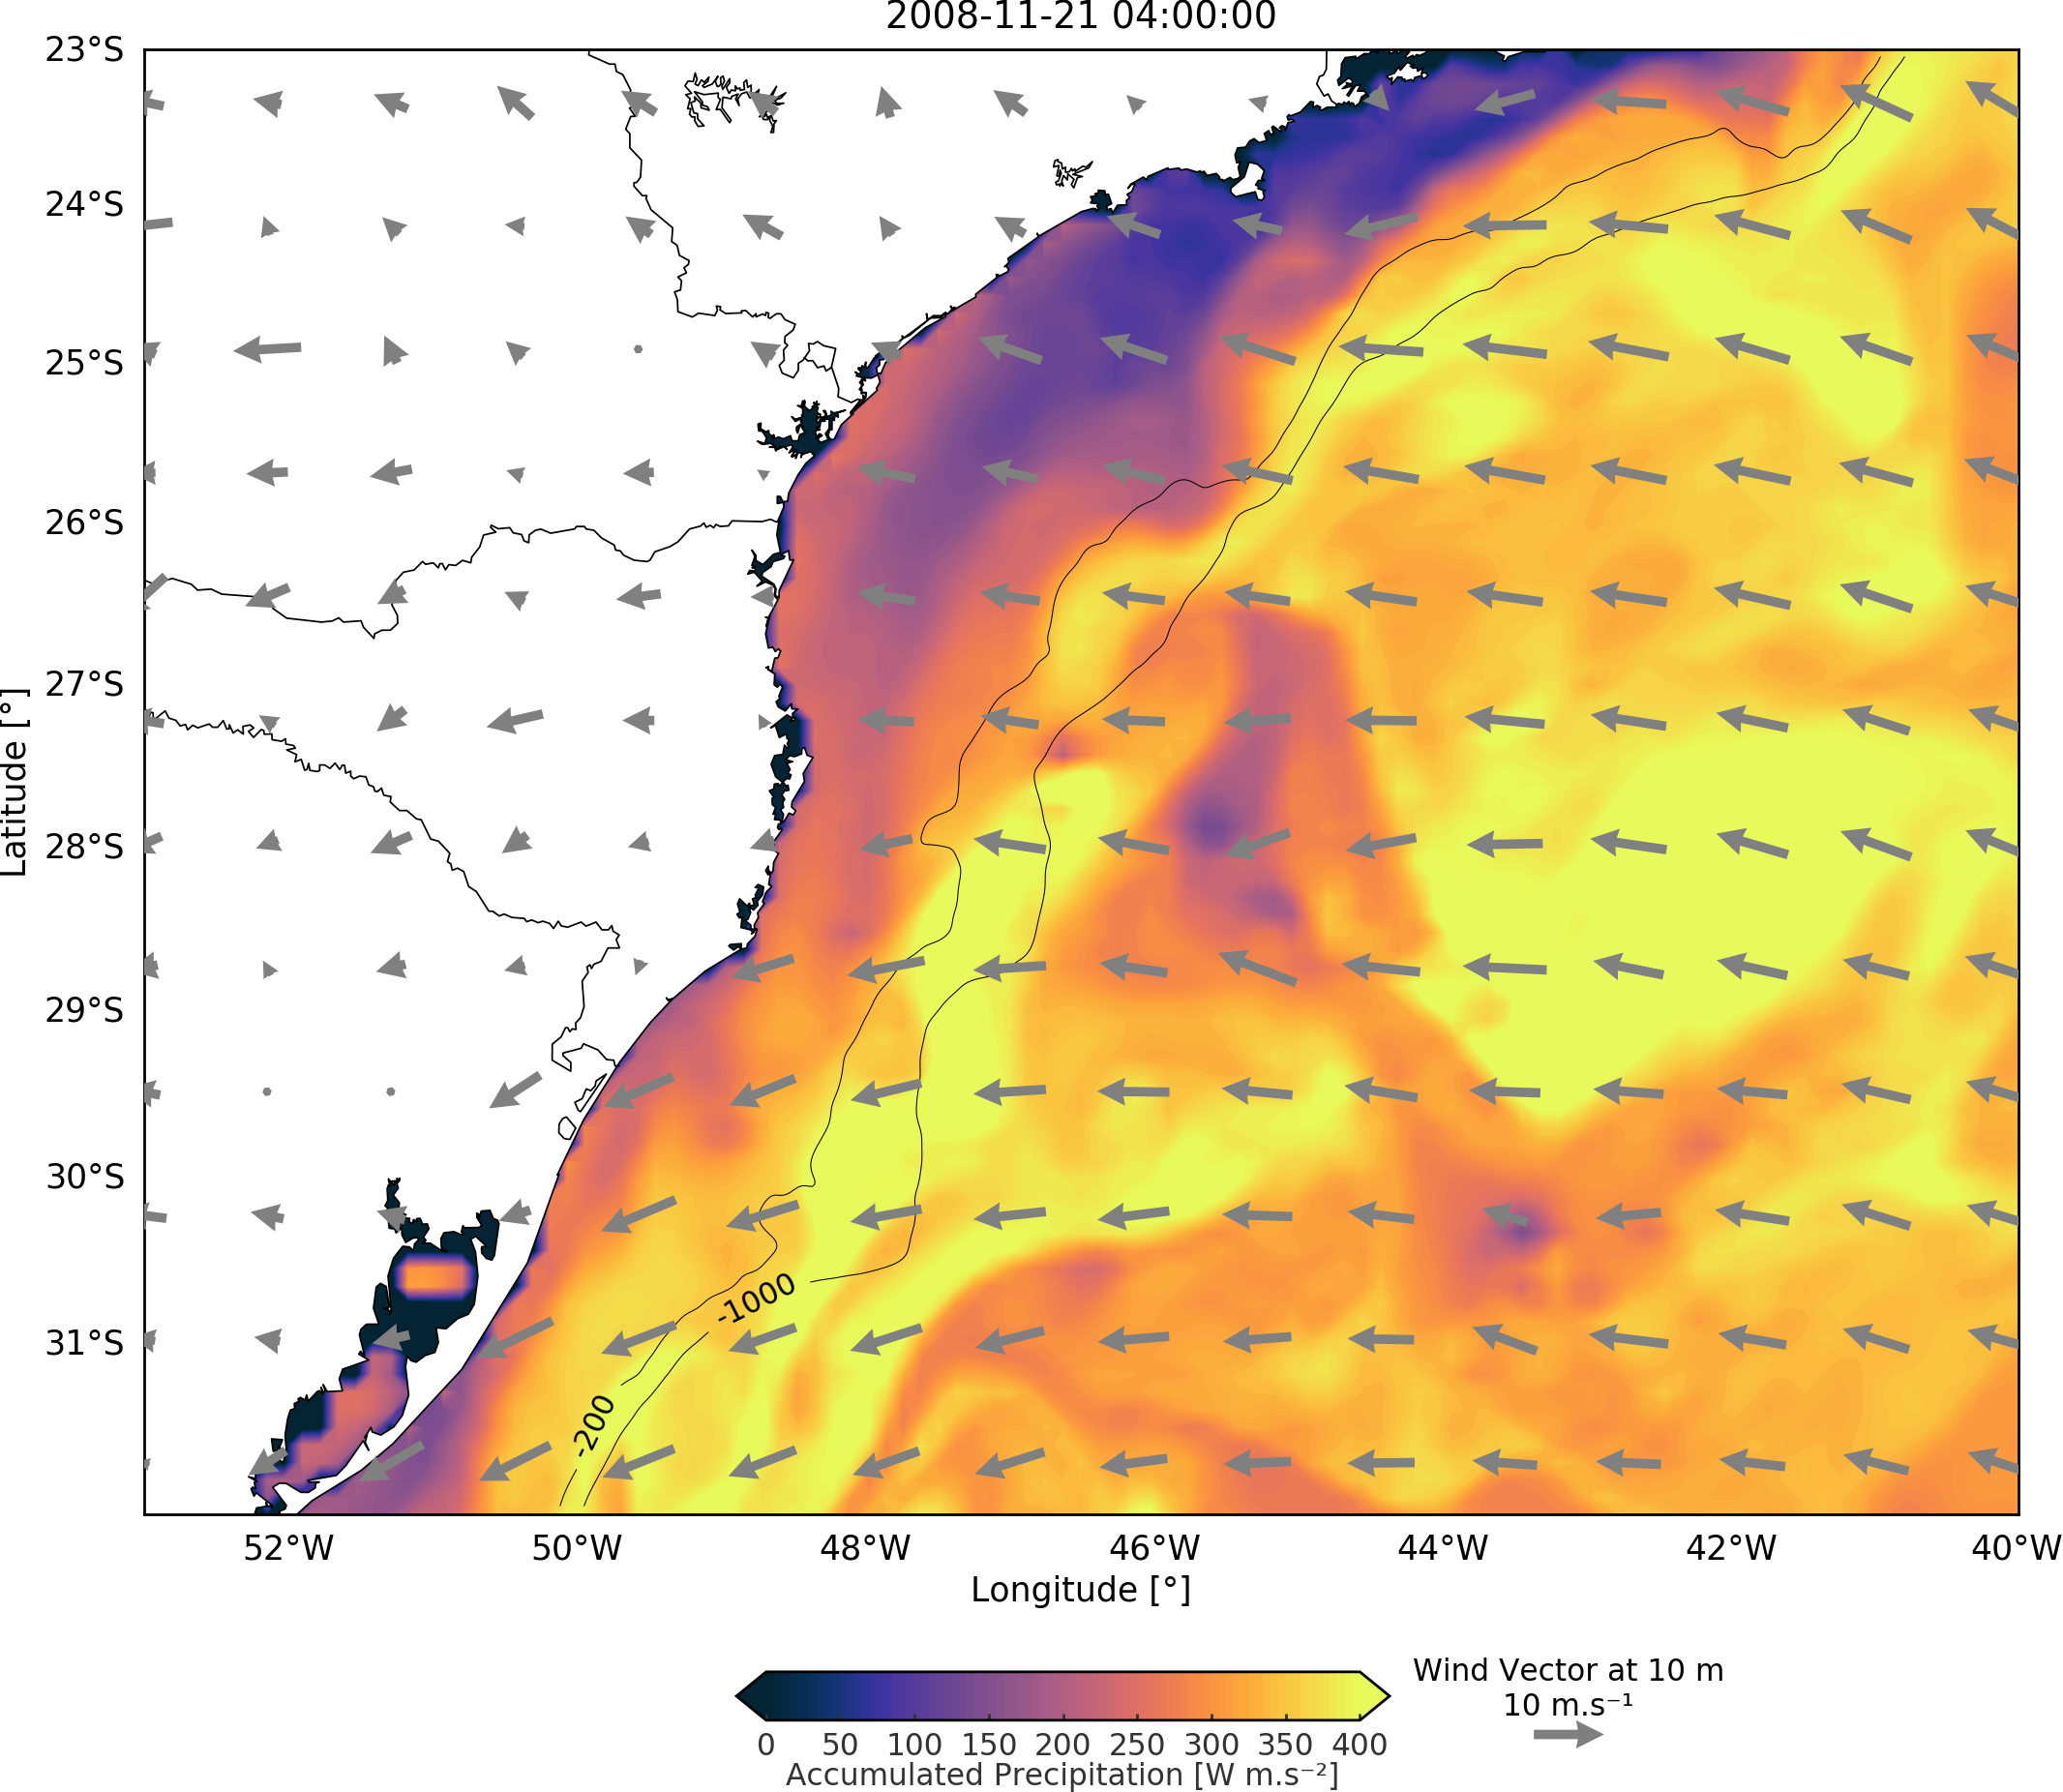 2008-11-21 04:00:00
23°S
24°S
25°S
26°S
27°S
28°S
29°S
30°S
31°S
Latitude [°]
-1000
-200
52°W 50°W 48°W 46°W 44°W 42°W 40°W
Longitude [°]
Wind Vector at 10 m
10 m.s⁻¹
0 50 100 150 200 250 300 350 400
Accumulated Precipitation [W m.s⁻²]